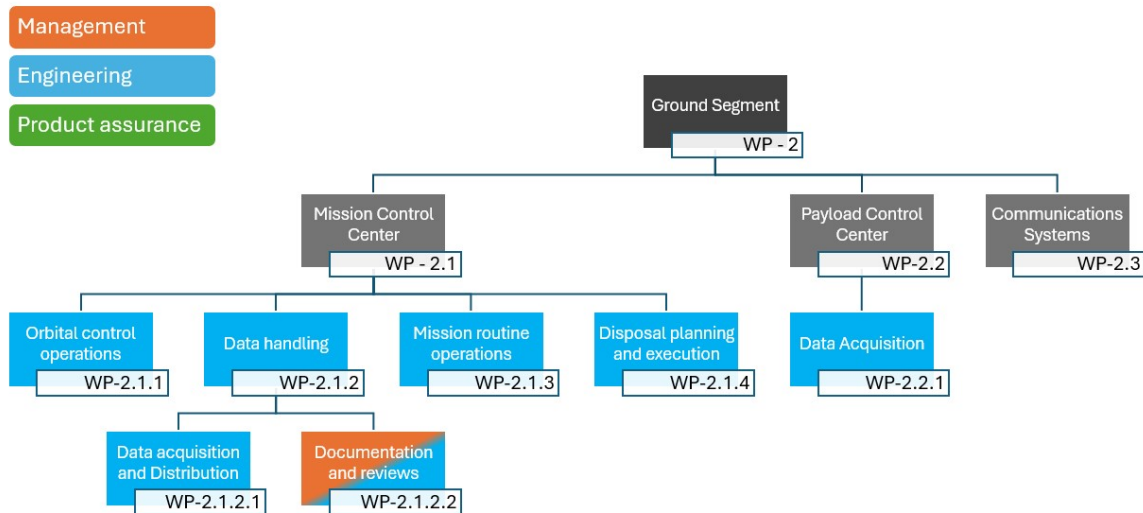 Management
Engineering
Product assurance
Ground Segment
WP - 2
Mission Control
Center
WP - 2.1
Payload Control
Center
WP-2.2
Communications
Systems
WP-2.3
Orbital control
operations
WP-2.1.1
Data handling
WP-2.1.2
Mission routine
operations
WP-2.1.3
Disposal planning
and execution
WP-2.1.4
Data Acquisition
WP-2.2.1
Data acquisition
and Distribution
WP-2.1.2.1
Documentation
and reviews
WP-2.1.2.2